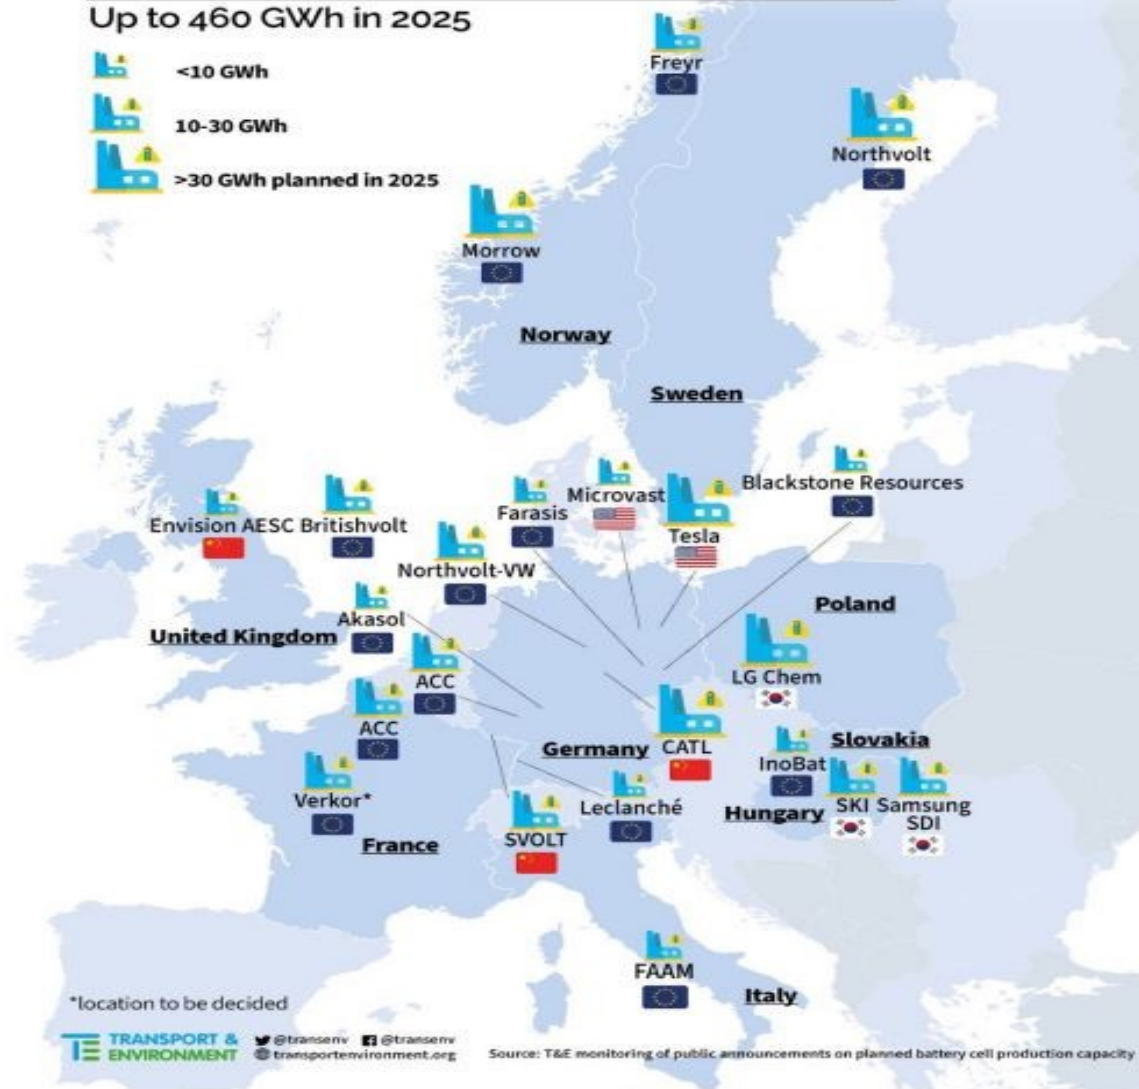 Up to 460 GWh in 2025
<10 GWh
10-30 GWh
>30 GWh planned in 2025
Freyr
Northvolt
Morrow
Norway
Sweden
Blackstone Resources
Microvast
Farasis
Tesla
Envision AESC
Britishvolt
Northvolt-VW
Akasol
United Kingdom
Poland
ACC
LG Chem
ACC
Germany
CATL
Slovakia
InoBat
Verkor*
Leclanché
Hungary
SKI
Samsung
SDI
SVOLT
France
FAAM
Italy
*location to be decided
TE TRANSPORT &
ENVIRONMENT
@transenv
@transenv
transportenvironment.org
Source: T&E monitoring of public announcements on planned battery cell production capacity